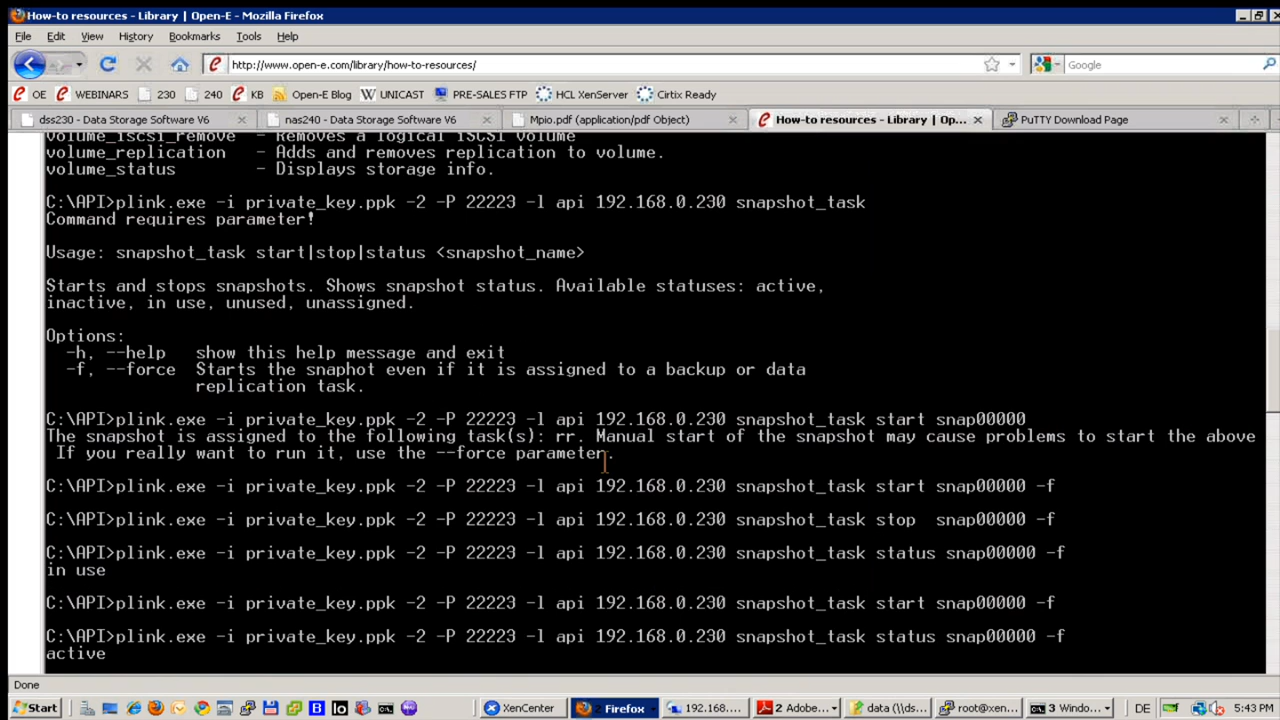 How-to resources - Library | Open-E - Mozilla Firefox
File Edit View History Bookmarks Tools Help
http://www.open-e.com/library/how-to-resources/
Google
OE WEBINARS 230 240 KB Open-E Blog UNICAST PRE-SALES FTP HCL XenServer Cirtix Ready
dss230 - Data Storage Software V6 nas240 - Data Storage Software V6 Mpio.pdf (application/pdf Object) How-to resources - Library | Op... PuTTY Download Page
volume_iscsi_remove - Removes a logical iSCSI volume
volume_replication - Adds and removes replication to volume.
volume_status - Displays storage info.
C:\API>plink.exe -i private_key.ppk -2 -P 22223 -l api 192.168.0.230 snapshot_task
Command requires parameter!
Usage: snapshot_task start|stop|status <snapshot_name>
Starts and stops snapshots. Shows snapshot status. Available statuses: active,
inactive, in use, unused, unassigned.
Options:
-h, --help show this help message and exit
-f, --force Starts the snaphot even if it is assigned to a backup or data
replication task.
C:\API>plink.exe -i private_key.ppk -2 -P 22223 -l api 192.168.0.230 snapshot_task start snap00000
The snapshot is assigned to the following task(s): rr. Manual start of the snapshot may cause problems to start the above
If you really want to run it, use the --force parameter.
C:\API>plink.exe -i private_key.ppk -2 -P 22223 -l api 192.168.0.230 snapshot_task start snap00000 -f
C:\API>plink.exe -i private_key.ppk -2 -P 22223 -l api 192.168.0.230 snapshot_task stop snap00000 -f
C:\API>plink.exe -i private_key.ppk -2 -P 22223 -l api 192.168.0.230 snapshot_task status snap00000 -f
in use
C:\API>plink.exe -i private_key.ppk -2 -P 22223 -l api 192.168.0.230 snapshot_task start snap00000 -f
C:\API>plink.exe -i private_key.ppk -2 -P 22223 -l api 192.168.0.230 snapshot_task status snap00000 -f
active
Done
Start XenCenter 2 Firefox 192.168.... 2 Adobe... data (\\ds... root@xen... 3 Windo... DE 5:43 PM